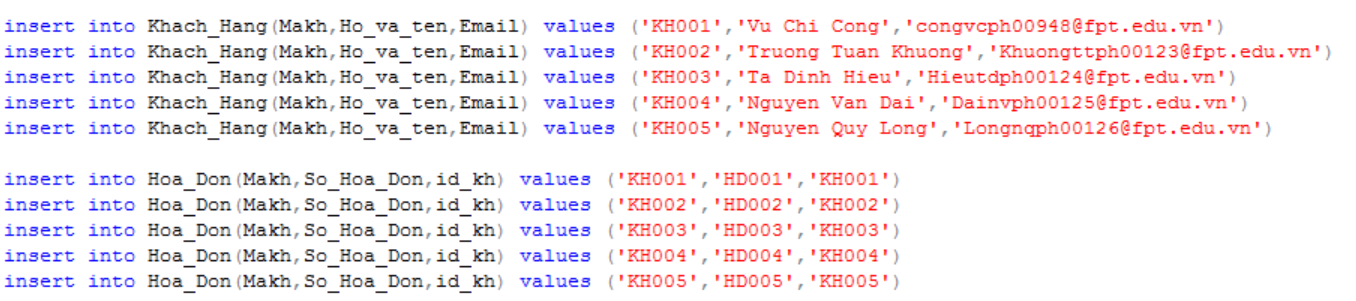 insert into Khach_Hang(Makh,Ho_va_ten,Email) values ('KH001','Vu Chi Cong','congvcph00948@fpt.edu.vn')
insert into Khach_Hang(Makh,Ho_va_ten,Email) values ('KH002','Truong Tuan Khuong','Khuongttph00123@fpt.edu.vn')
insert into Khach_Hang(Makh,Ho_va_ten,Email) values ('KH003','Ta Dinh Hieu','Hieutdph00124@fpt.edu.vn')
insert into Khach_Hang(Makh,Ho_va_ten,Email) values ('KH004','Nguyen Van Dai','Dainvph00125@fpt.edu.vn')
insert into Khach_Hang(Makh,Ho_va_ten,Email) values ('KH005','Nguyen Quy Long','Longnqph00126@fpt.edu.vn')
insert into Hoa_Don(Makh,So_Hoa_Don,id_kh) values ('KH001','HD001','KH001')
insert into Hoa_Don(Makh,So_Hoa_Don,id_kh) values ('KH002','HD002','KH002')
insert into Hoa_Don(Makh,So_Hoa_Don,id_kh) values ('KH003','HD003','KH003')
insert into Hoa_Don(Makh,So_Hoa_Don,id_kh) values ('KH004','HD004','KH004')
insert into Hoa_Don(Makh,So_Hoa_Don,id_kh) values ('KH005','HD005','KH005')